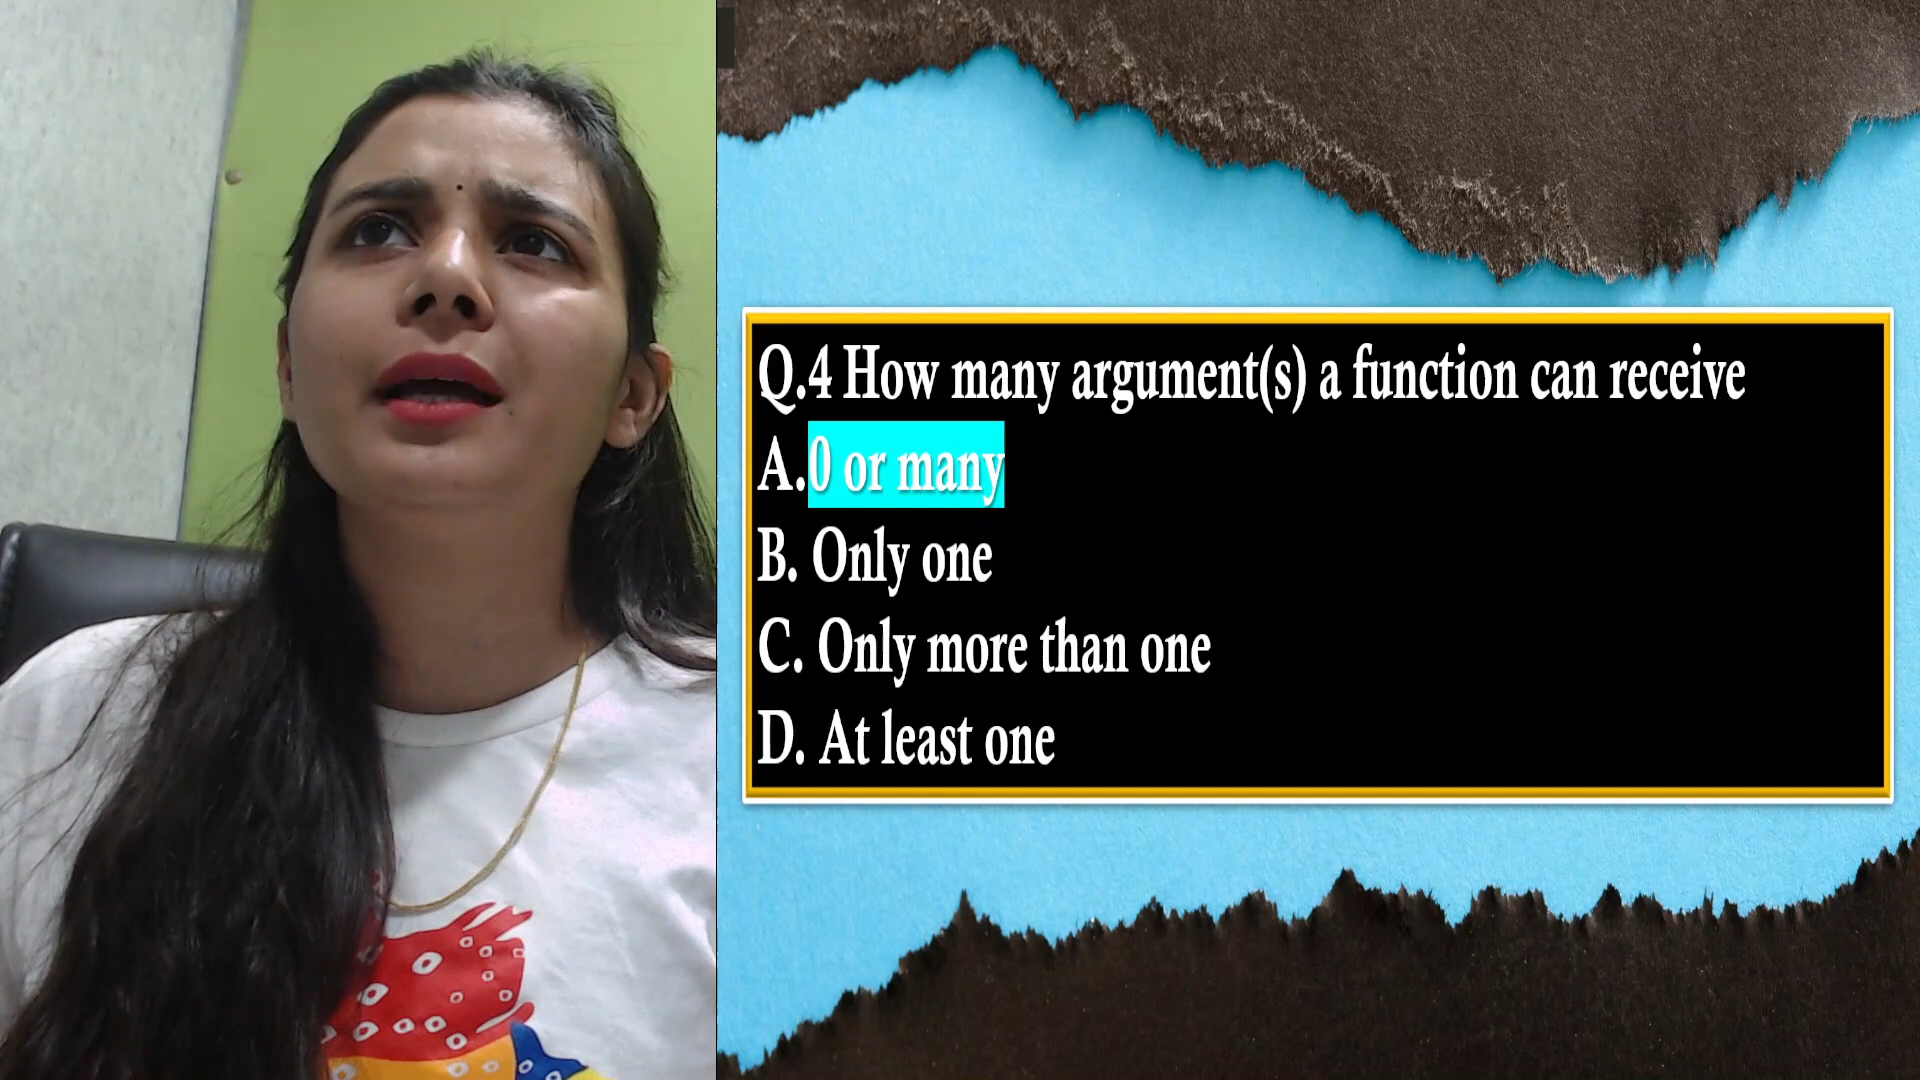 Q.4 How many argument(s) a function can receive
A.0 or many
B. Only one
C. Only more than one
D. At least one